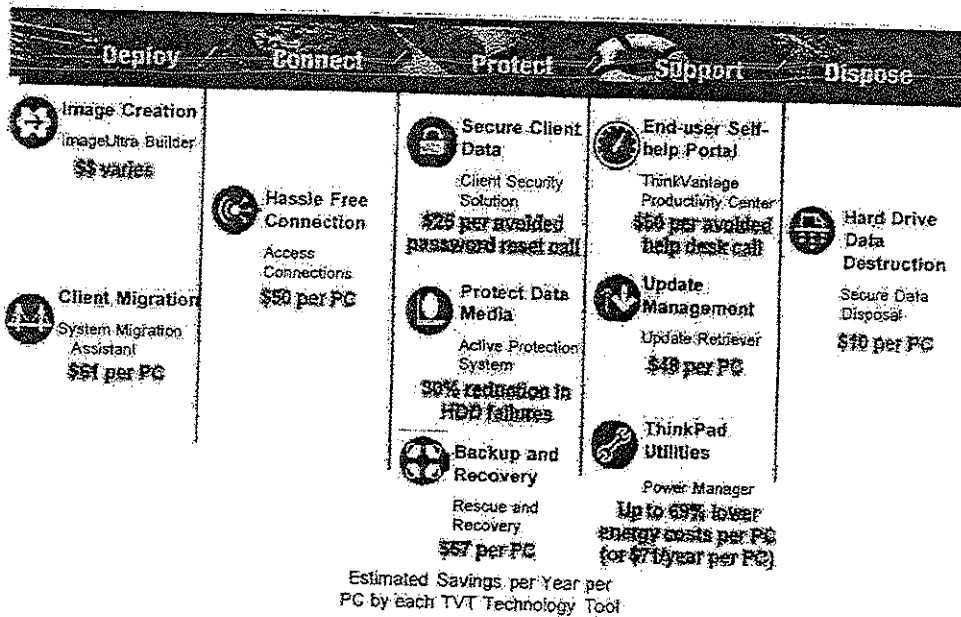 Deploy
Connect
Protect
Support
Dispose
Image Creation
ImageUltra Builder
$$ varies
Client Migration
System Migration
Assistant
per PC
Hassle Free
Connection
Access
Connections
$50 per PC
Secure Client
Data
Client Security
Solution
$25 per avoided
password reset call
Protect Data
Media
Active Protection
System
reduction in
HDD failures
Backup and
Recovery
Rescue and
Recovery
per PC
End-user Self-
help Portal
ThinkVantage
Productivity Center
per avoided
help desk call
Update
Management
Update Retriever
per PC
ThinkPad
Utilities
Power Manager
Up to 69% lower
energy costs per PC
(or $71/year per PC)
Hard Drive
Data
Destruction
Secure Data
Disposal
$10 per PC
Estimated Savings per Year per
PC by each TVT Technology Tool